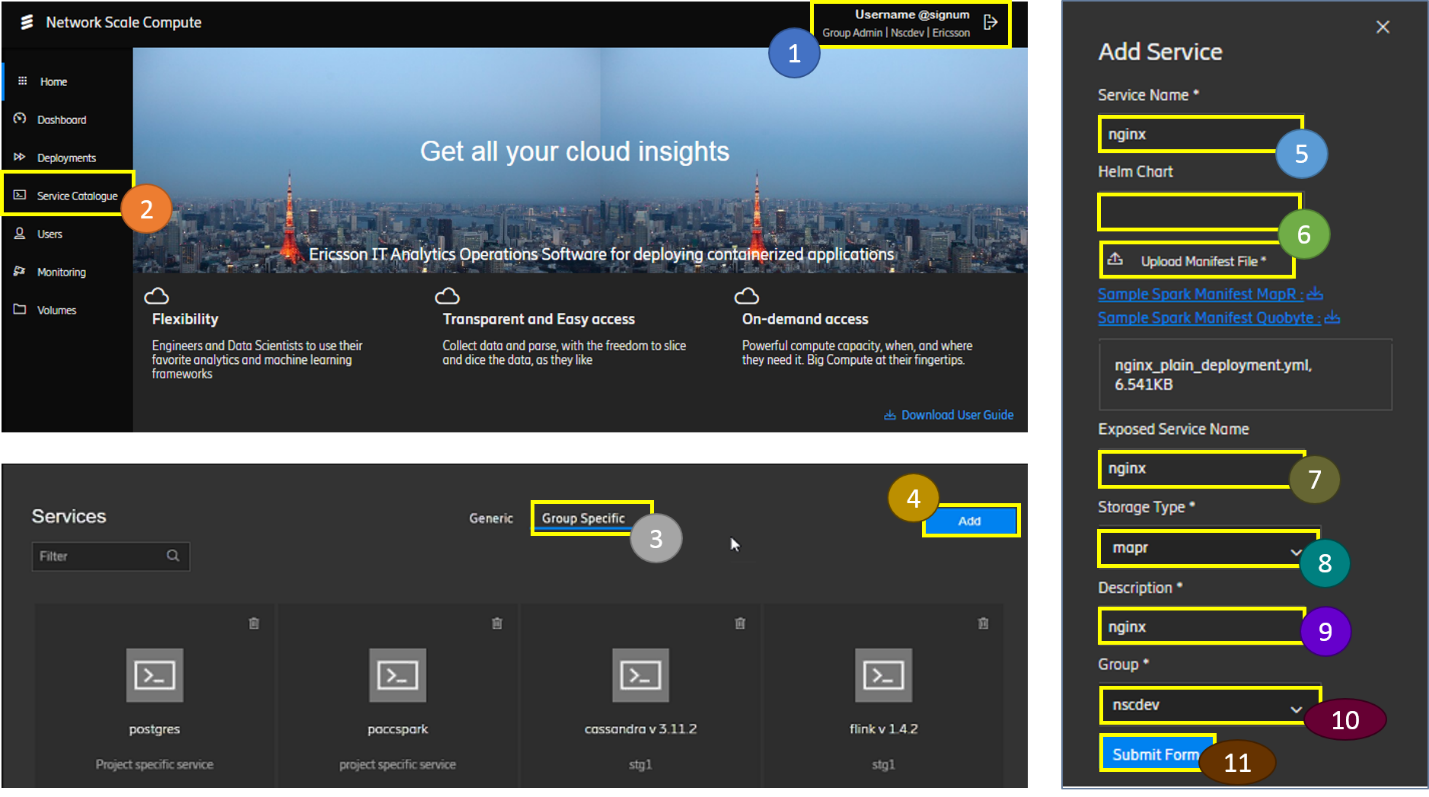 Network Scale Compute
Username @signum
Group Admin | Nscdev | Ericsson
1
Home
Dashboard
Deployments
Service Catalogue
2
Users
Monitoring
Volumes
Get all your cloud insights
Ericsson IT Analytics Operations Software for deploying containerized applications
Flexibility
Engineers and Data Scientists to use their
favorite analytics and machine learning
frameworks
Transparent and Easy access
Collect data and parse, with the freedom to slice
and dice the data, as they like
On-demand access
Powerful compute capacity, when, and where
they need it. Big Compute at their fingertips.
Download User Guide
Services
Generic
Group Specific
3
4
Add
Filter
postgres
Project specific service
paccspark
project specific service
cassandra v 3.11.2
stg1
flink v 1.4.2
stg1
Add Service
Service Name *
nginx
5
Helm Chart
6
Upload Manifest File *
Sample Spark Manifest MapR :
Sample Spark Manifest Quobyte :
nginx_plain_deployment.yml,
6.541KB
Exposed Service Name
nginx
7
Storage Type *
mapr
8
Description *
nginx
9
Group *
nscdev
10
Submit Form
11